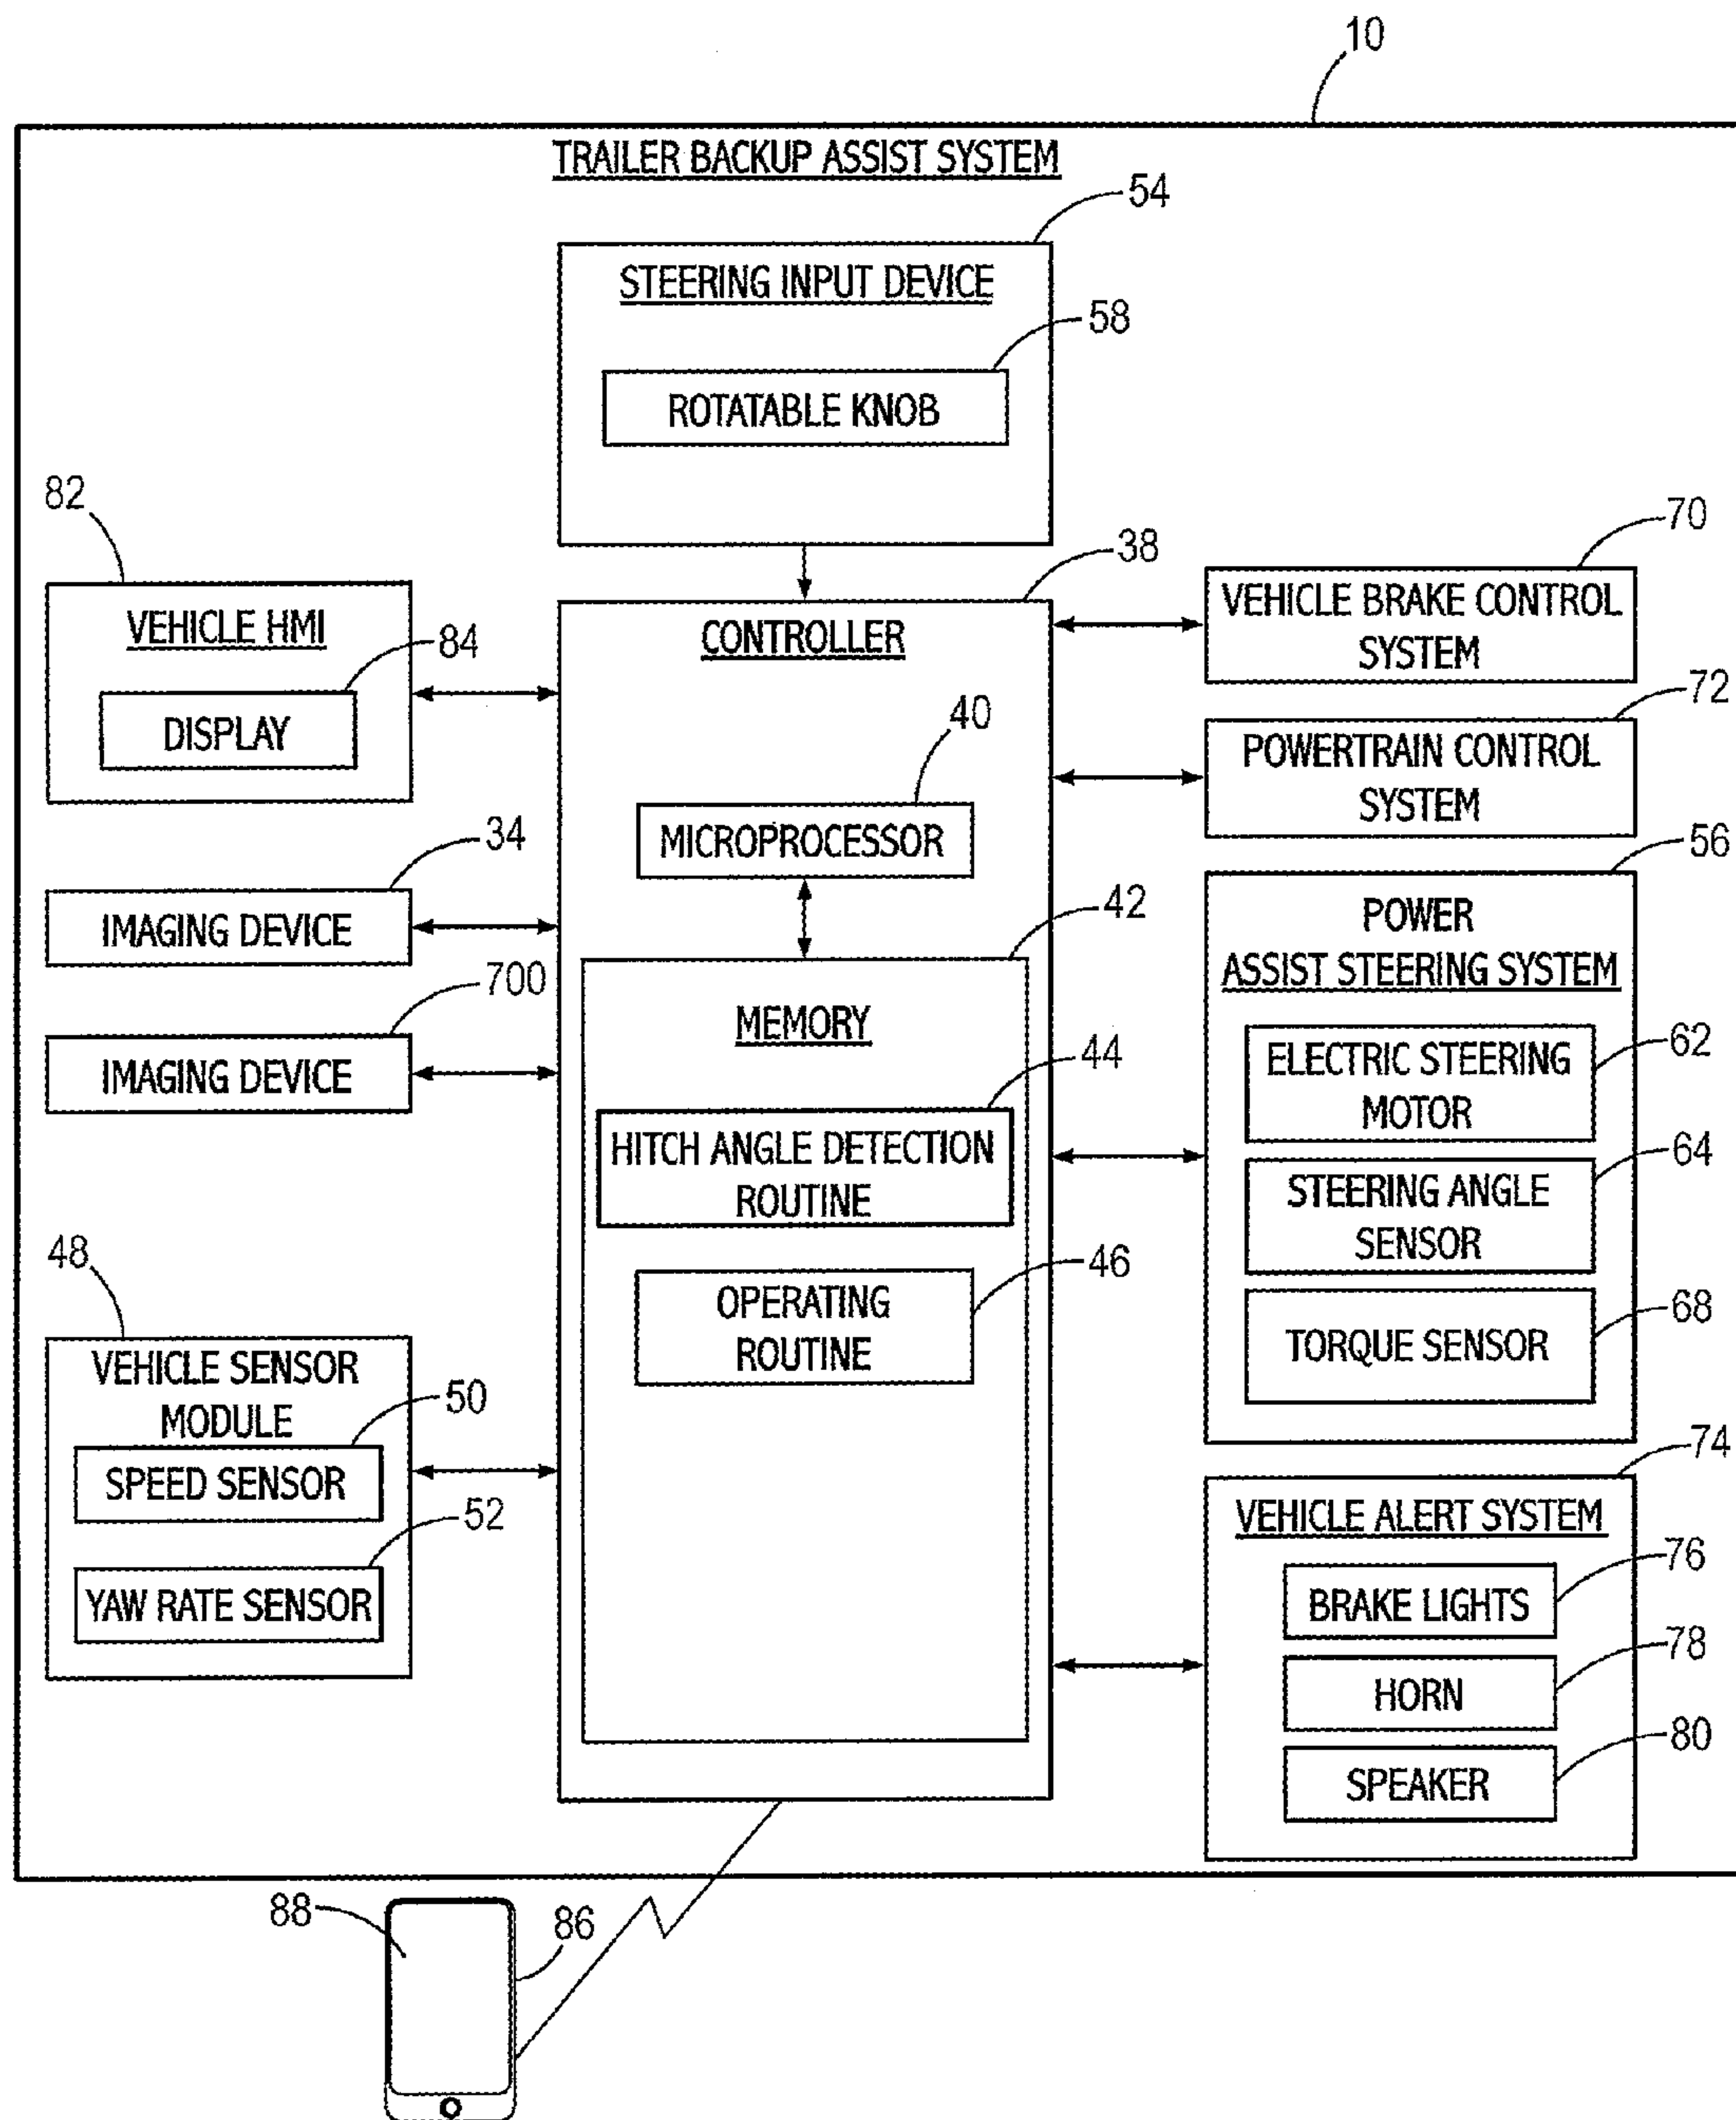 10
TRAILER BACKUP ASSIST SYSTEM
54
STEERING INPUT DEVICE
58
ROTATABLE KNOB
82
VEHICLE HMI
84
DISPLAY
34
IMAGING DEVICE
700
IMAGING DEVICE
48
VEHICLE SENSOR
MODULE
50
SPEED SENSOR
52
YAW RATE SENSOR
38
CONTROLLER
40
MICROPROCESSOR
42
MEMORY
44
HITCH ANGLE DETECTION
ROUTINE
46
OPERATING
ROUTINE
70
VEHICLE BRAKE CONTROL
SYSTEM
72
POWERTRAIN CONTROL
SYSTEM
56
POWER
ASSIST STEERING SYSTEM
62
ELECTRIC STEERING
MOTOR
64
STEERING ANGLE
SENSOR
68
TORQUE SENSOR
74
VEHICLE ALERT SYSTEM
76
BRAKE LIGHTS
78
HORN
80
SPEAKER
88
86